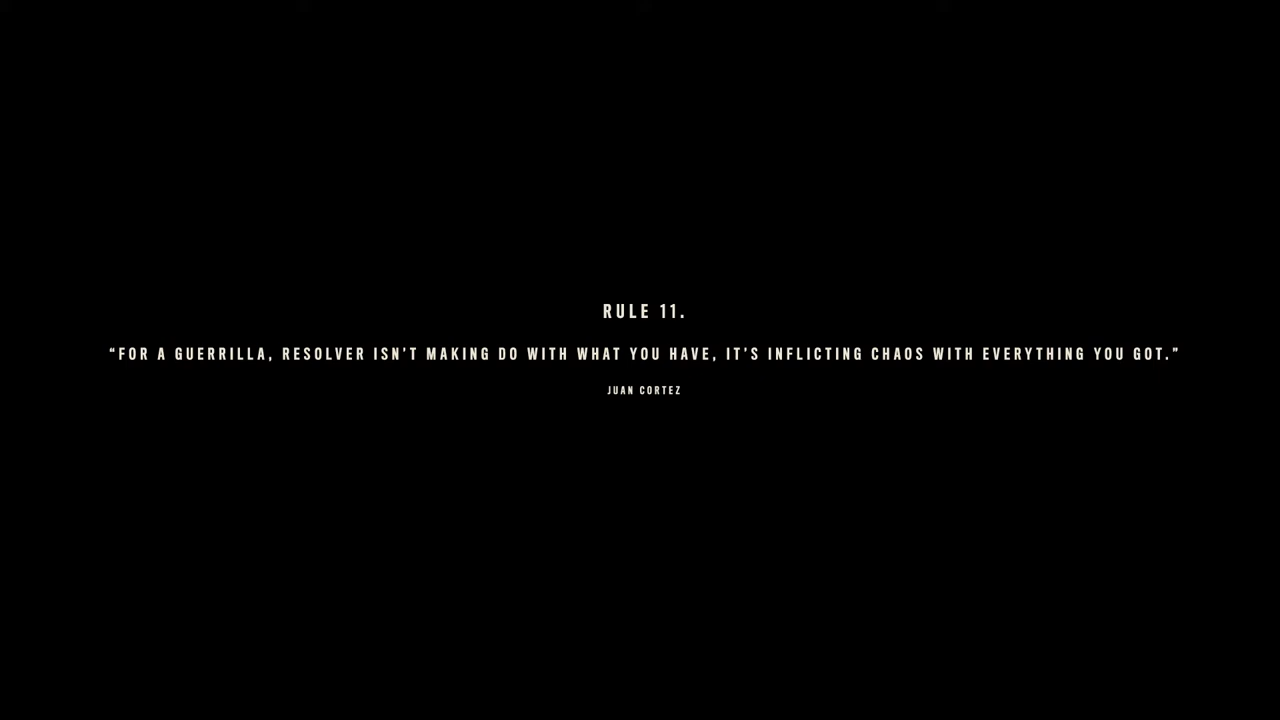 RULE 11.
“FOR A GUERRILLA, RESOLVER ISN’T MAKING DO WITH WHAT YOU HAVE, IT’S INFLICTING CHAOS WITH EVERYTHING YOU GOT.”
JUAN CORTEZ